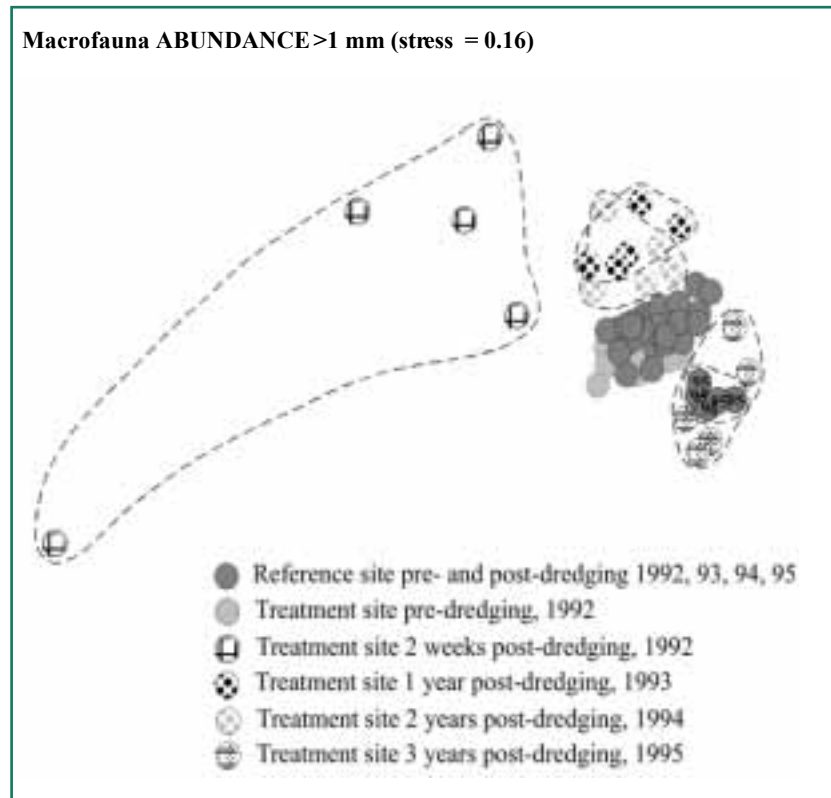 Macrofauna ABUNDANCE >1 mm (stress = 0.16)
Reference site pre- and post-dredging 1992, 93, 94, 95
Treatment site pre-dredging, 1992
Treatment site 2 weeks post-dredging, 1992
Treatment site 1 year post-dredging, 1993
Treatment site 2 years post-dredging, 1994
Treatment site 3 years post-dredging, 1995